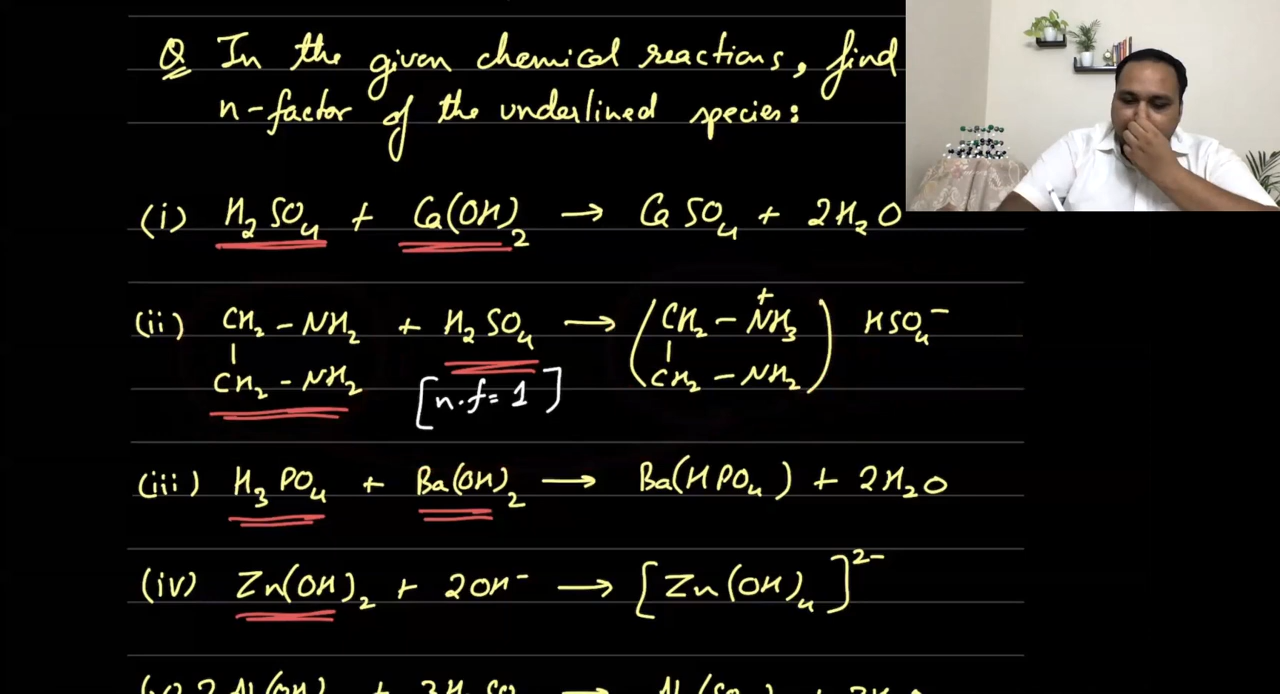 Q In the given chemical reactions, find
n-factor of the underlined species:
(i) H₂SO₄ + Ca(OH)₂ → CaSO₄ + 2H₂O
(ii) CH₂ – NH₂ + H₂SO₄ → (CH₂ – N⁺H₃) HSO₄⁻
|
CH₂ – NH₂ [n.f = 1] CH₂ – NH₂
(iii) H₃PO₄ + Ba(OH)₂ → Ba(HPO₄) + 2H₂O
(iv) Zn(OH)₂ + 2OH⁻ → [Zn(OH)₄]²⁻